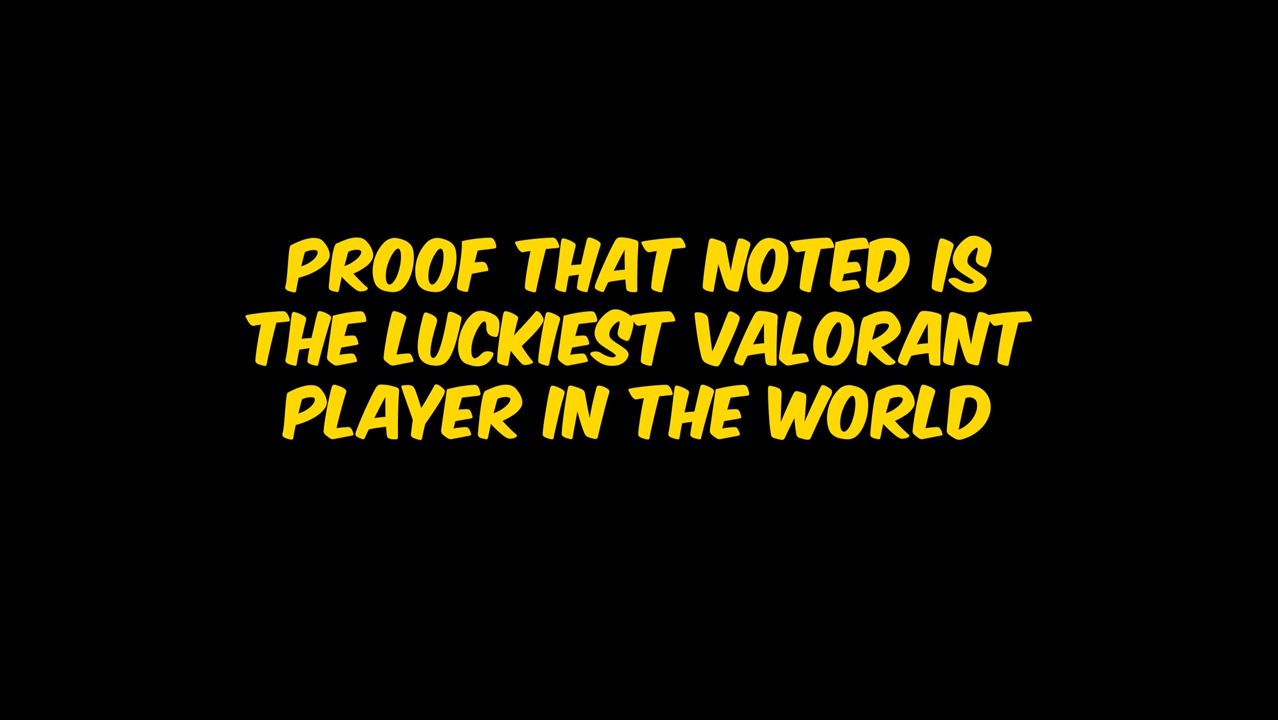 PROOF THAT NOTED IS
THE LUCKIEST VALORANT
PLAYER IN THE WORLD